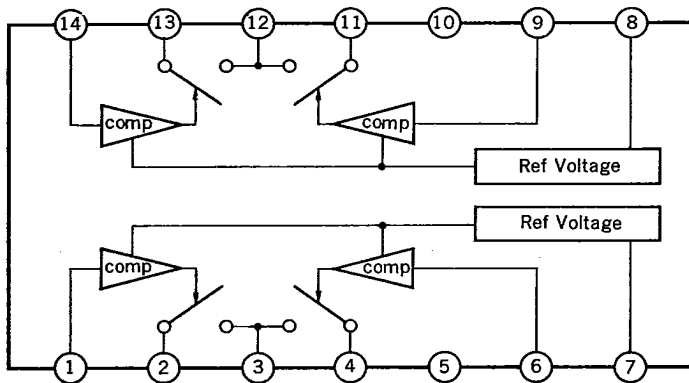 14 13 12 11 10 9 8
comp comp
Ref Voltage
Ref Voltage
comp comp
1 2 3 4 5 6 7